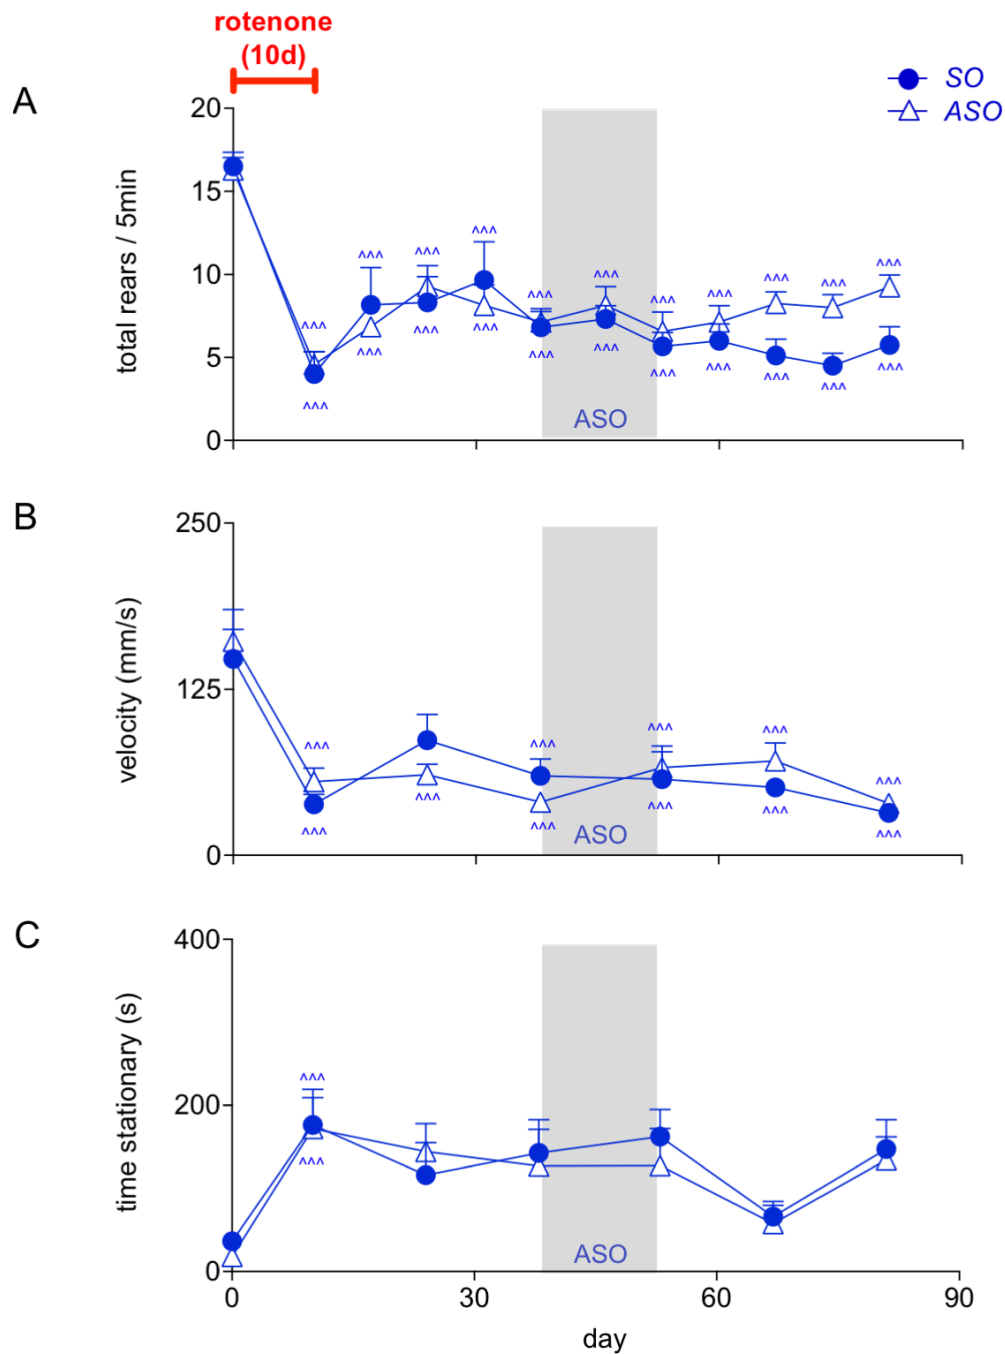 rotenone
(10d)
SO
ASO
A
20
15
10
5
0
total rears / 5min
^^^ ^^^ ^^^ ^^^ ^^^ ^^^ ^^^ ^^^ ^^^ ^^^ ^^^
^^^ ^^^ ^^^ ^^^ ^^^ ^^^ ^^^ ^^^ ^^^ ^^^ ^^^
ASO
B
250
125
0
velocity (mm/s)
^^^ ^^^ ^^^ ^^^ ^^^
^^^ ^^^ ^^^ ^^^ ^^^ ^^^
ASO
C
400
200
0
time stationary (s)
^^^
^^^
ASO
0 30 60 90
day